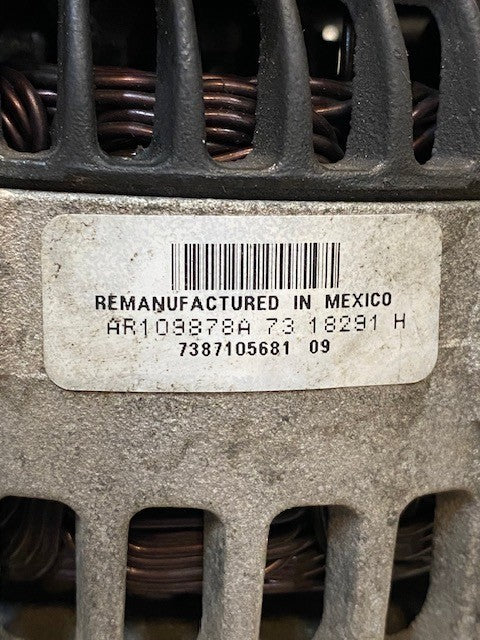 REMANUFACTURED IN MEXICO
AR109878A 73 18291 H
7387105681 09